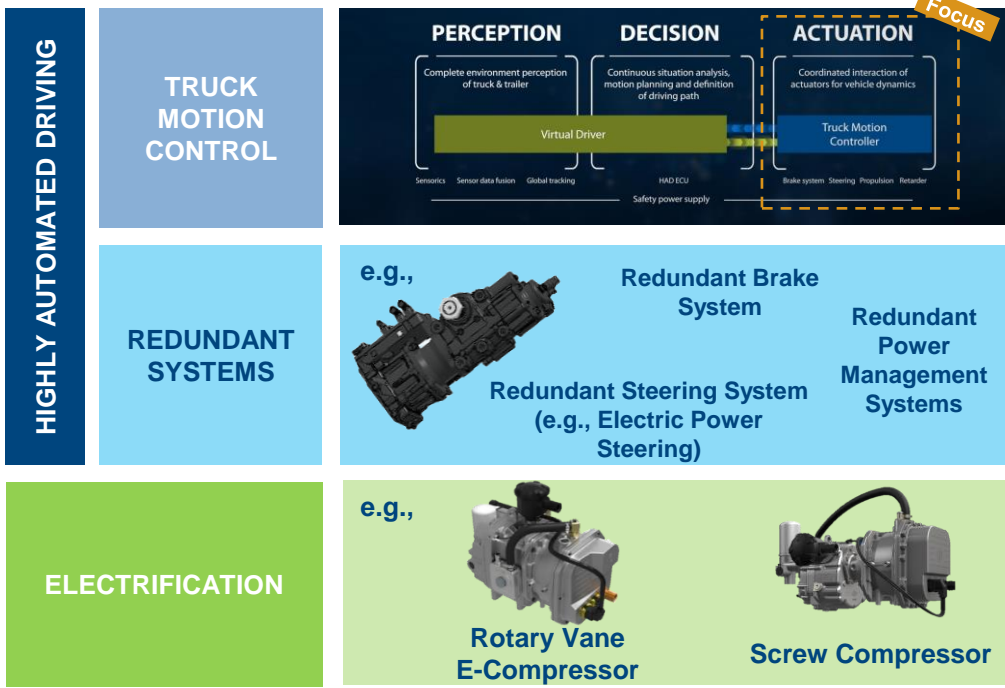 HIGHLY AUTOMATED DRIVING
TRUCK
MOTION
CONTROL
Focus
PERCEPTION
Complete environment perception
of truck & trailer
DECISION
Continuous situation analysis,
motion planning and definition
of driving path
ACTUATION
Coordinated interaction of
actuators for vehicle dynamics
Virtual Driver
Truck Motion
Controller
Sensorics Sensor data fusion Global tracking
HAD ECU
Brake system Steering Propulsion Retarder
Safety power supply
REDUNDANT
SYSTEMS
e.g.,
Redundant Brake
System
Redundant Steering System
(e.g., Electric Power
Steering)
Redundant
Power
Management
Systems
ELECTRIFICATION
e.g.,
Rotary Vane
E-Compressor
Screw Compressor